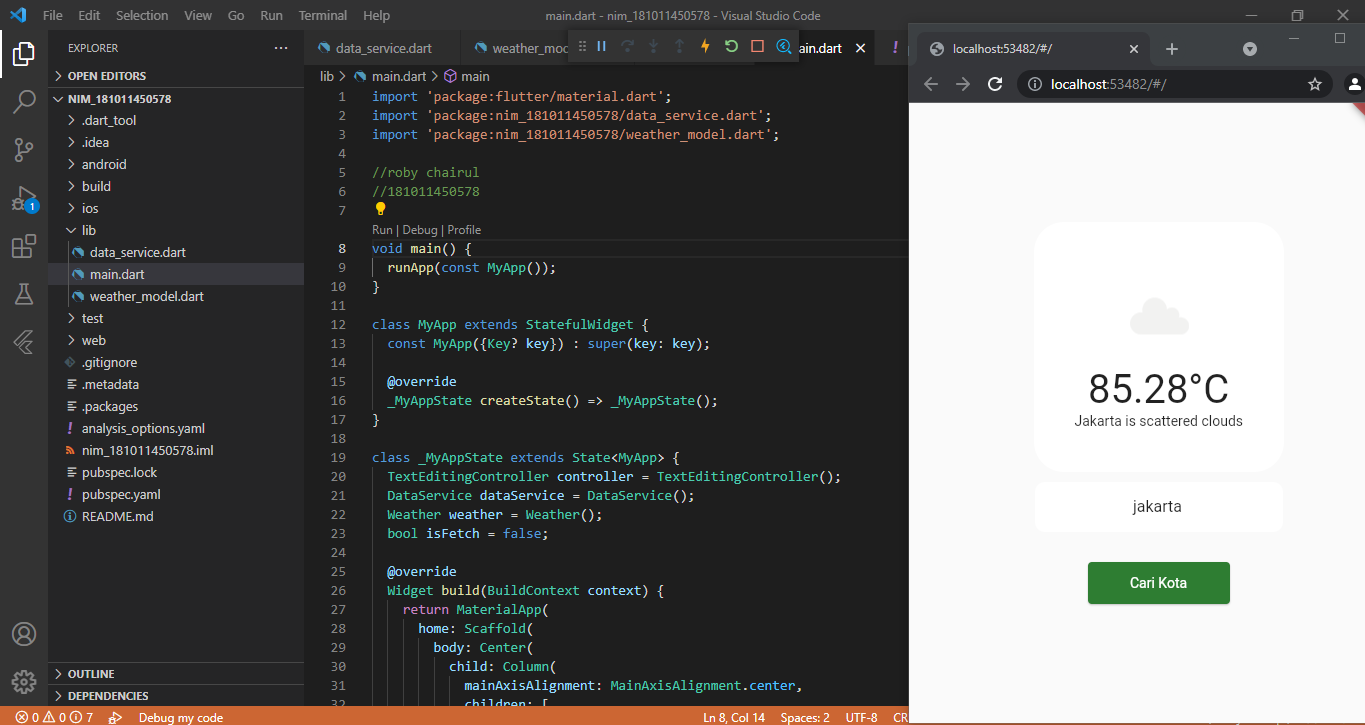 File Edit Selection View Go Run Terminal Help
main.dart - nim_181011450578 - Visual Studio Code
EXPLORER
OPEN EDITORS
NIM_181011450578
.dart_tool
.idea
android
build
ios
lib
data_service.dart
main.dart
weather_model.dart
test
web
.gitignore
.metadata
.packages
analysis_options.yaml
nim_181011450578.iml
pubspec.lock
pubspec.yaml
README.md
OUTLINE
DEPENDENCIES
1
data_service.dart
weather_mod
ain.dart
lib > main.dart > main
1 import 'package:flutter/material.dart';
2 import 'package:nim_181011450578/data_service.dart';
3 import 'package:nim_181011450578/weather_model.dart';
4
5 //roby chairul
6 //181011450578
7
Run | Debug | Profile
8 void main() {
9 runApp(const MyApp());
10 }
11
12 class MyApp extends StatefulWidget {
13 const MyApp({Key? key}) : super(key: key);
14
15 @override
16 _MyAppState createState() => _MyAppState();
17 }
18
19 class _MyAppState extends State<MyApp> {
20 TextEditingController controller = TextEditingController();
21 DataService dataService = DataService();
22 Weather weather = Weather();
23 bool isFetch = false;
24
25 @override
26 Widget build(BuildContext context) {
27 return MaterialApp(
28 home: Scaffold(
29 body: Center(
30 child: Column(
31 mainAxisAlignment: MainAxisAlignment.center,
32 children: [
0 0 7 Debug my code
Ln 8, Col 14 Spaces: 2 UTF-8 CR
localhost:53482/#/
localhost:53482/#/
85.28°C
Jakarta is scattered clouds
jakarta
Cari Kota